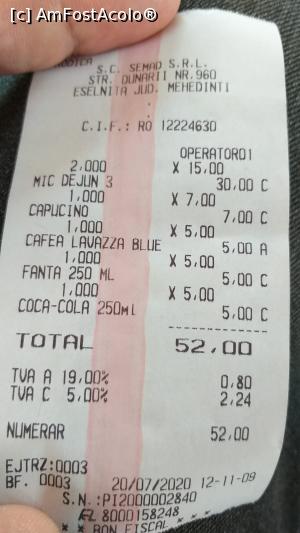 © AmFostAcolo®
S.C. SEMAD S.R.L.
STR. DUNARII NR.960
ESELNITA JUD. MEHEDINTI
C.I.F.: RO 12224630
OPERATOR01
2,000 X 15,00
MIC DEJUN 3 30,00 C
1,000 X 7,00
CAPUCINO 7,00 C
1,000 X 5,00
CAFEA LAVAZZA BLUE 5,00 A
1,000 X 5,00
FANTA 250 ML 5,00 C
1,000 X 5,00
COCA-COLA 250ML 5,00 C
TOTAL 52,00
TVA A 19,00% 0,80
TVA C 5,00% 2,24
NUMERAR 52,00
EJTRZ:0003
BF. 0003 20/07/2020 12-11-09
S.N.:PI2000002840
8000158248
* * BON FISCAL * *